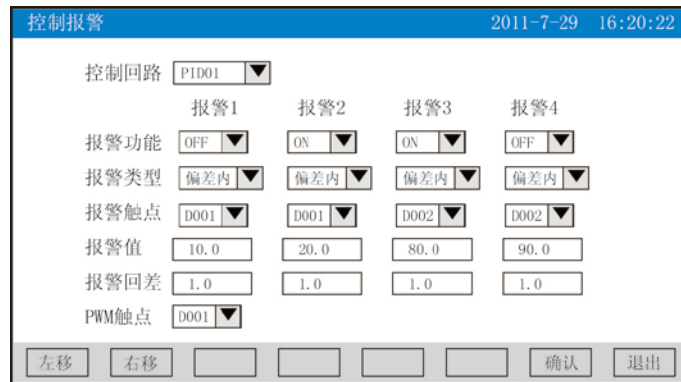 控制报警 2011-7-29 16:20:22
控制回路 PID01
报警1 报警2 报警3 报警4
报警功能 OFF ON ON OFF
报警类型 偏差内 偏差内 偏差内 偏差内
报警触点 D001 D001 D002 D002
报警值 10.0 20.0 80.0 90.0
报警回差 1.0 1.0 1.0 1.0
PWM触点 D001
左移 右移 确认 退出